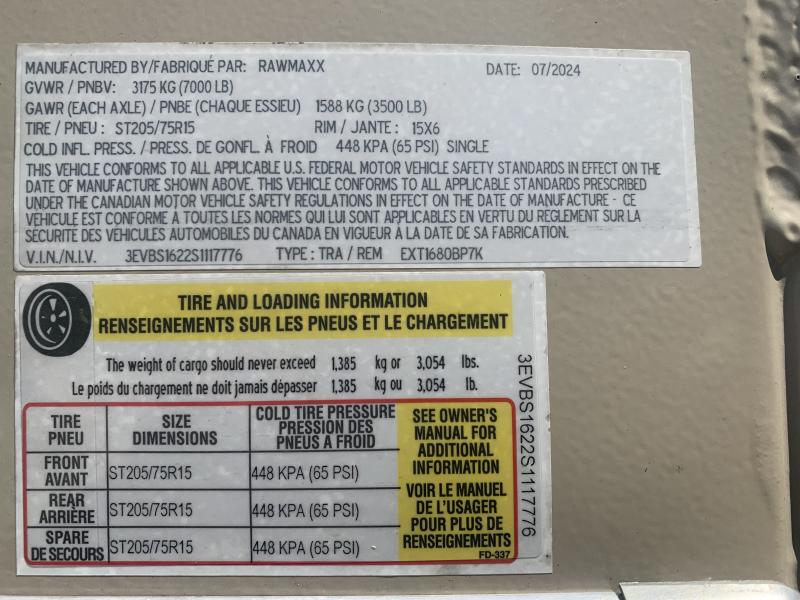 MANUFACTURED BY/FABRIQUÉ PAR: RAWMAXX DATE: 07/2024
GVWR / PNBV: 3175 KG (7000 LB)
GAWR (EACH AXLE) / PNBE (CHAQUE ESSIEU) 1588 KG (3500 LB)
TIRE / PNEU : ST205/75R15 RIM / JANTE : 15X6
COLD INFL. PRESS. / PRESS. DE GONFL. À FROID 448 KPA (65 PSI) SINGLE
THIS VEHICLE CONFORMS TO ALL APPLICABLE U.S. FEDERAL MOTOR VEHICLE SAFETY STANDARDS IN EFFECT ON THE
DATE OF MANUFACTURE SHOWN ABOVE. THIS VEHICLE CONFORMS TO ALL APPLICABLE STANDARDS PRESCRIBED
UNDER THE CANADIAN MOTOR VEHICLE SAFETY REGULATIONS IN EFFECT ON THE DATE OF MANUFACTURE - CE
VÉHICULE EST CONFORME A TOUTES LES NORMES QUI LUI SONT APPLICABLES EN VERTU DU REGLEMENT SUR LA
SÉCURITÉ DES VÉHICULES AUTOMOBILES DU CANADA EN VIGUEUR À LA DATE DE SA FABRICATION.
V.I.N./N.I.V. 3EVBS1622S1117776 TYPE : TRA / REM EXT1680BP7K
TIRE AND LOADING INFORMATION
RENSEIGNEMENTS SUR LES PNEUS ET LE CHARGEMENT
The weight of cargo should never exceed 1,385 kg or 3,054 lbs.
Le poids du chargement ne doit jamais dépasser 1,385 kg ou 3,054 lb.
TIRE
PNEU
SIZE
DIMENSIONS
COLD TIRE PRESSURE
PRESSION DES
PNEUS A FROID
FRONT
AVANT
ST205/75R15 448 KPA (65 PSI)
REAR
ARRIÈRE
ST205/75R15 448 KPA (65 PSI)
SPARE
DE SECOURS
ST205/75R15 448 KPA (65 PSI)
SEE OWNER'S
MANUAL FOR
ADDITIONAL
INFORMATION
VOIR LE MANUEL
DE L'USAGER
POUR PLUS DE
RENSEIGNEMENTS
FD-337
3EVBS1622S1117776